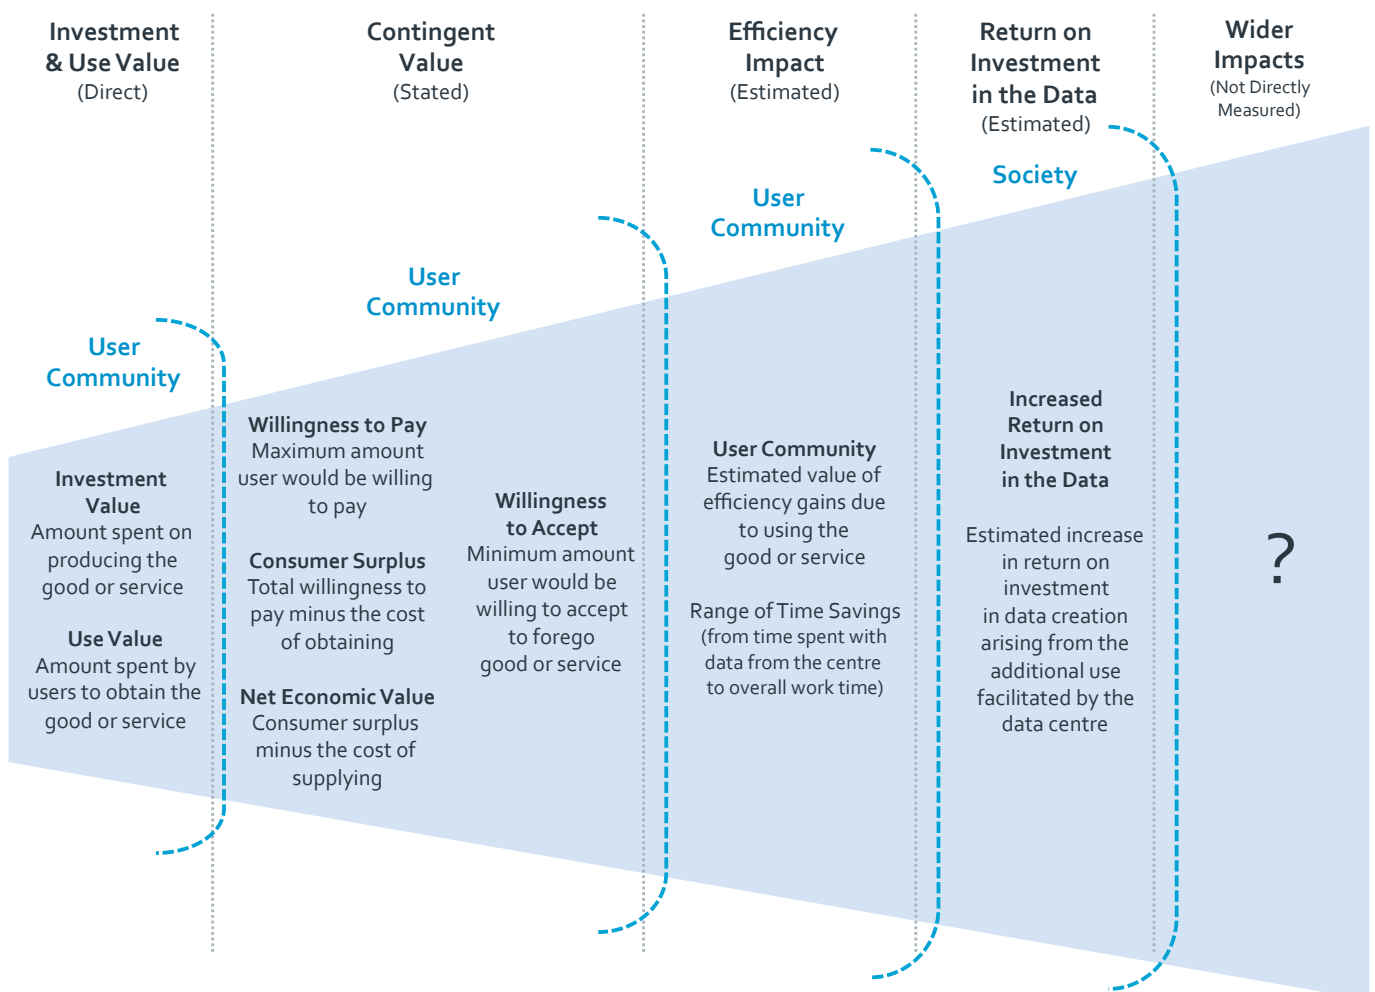 Investment
& Use Value
(Direct)
Contingent
Value
(Stated)
Efficiency
Impact
(Estimated)
Return on
Investment
in the Data
(Estimated)
Wider
Impacts
(Not Directly
Measured)
User
Community
User
Community
User
Community
Society
Investment
Value
Amount spent on
producing the
good or service
Use Value
Amount spent by
users to obtain the
good or service
Willingness to Pay
Maximum amount
user would be willing
to pay
Consumer Surplus
Total willingness to
pay minus the cost
of obtaining
Net Economic Value
Consumer surplus
minus the cost of
supplying
Willingness
to Accept
Minimum amount
user would be
willing to accept
to forego
good or service
User Community
Estimated value of
efficiency gains due
to using the
good or service
Range of Time Savings
(from time spent with
data from the centre
to overall work time)
Increased
Return on
Investment
in the Data
Estimated increase
in return on
investment
in data creation
arising from the
additional use
facilitated by the
data centre
?